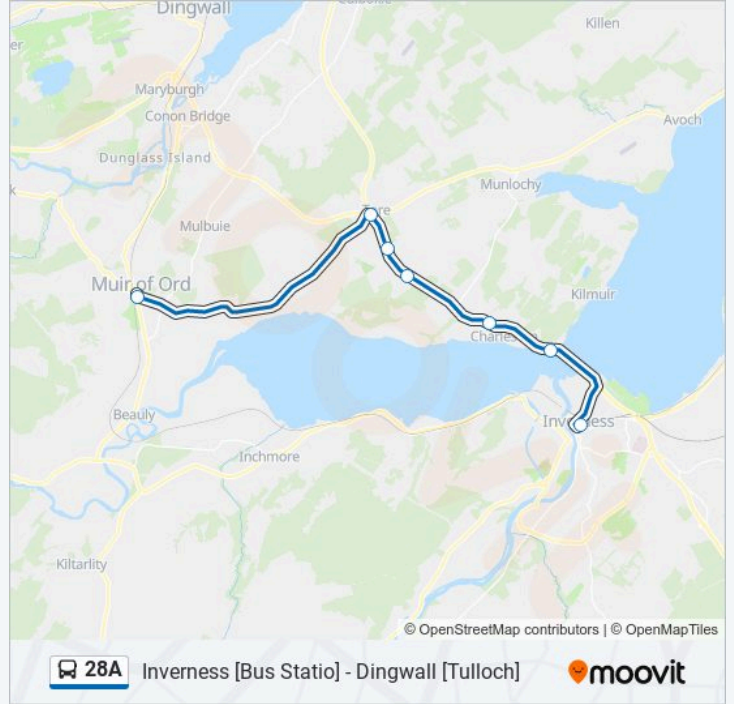 Dingwall
Killen
Maryburgh
Conon Bridge
Avoch
Dunglass Island
Munlochy
Tore
Mulbuie
Muir of Ord
Kilmuir
Beauly
Inchmore
Kiltarlity
© OpenStreetMap contributors | © OpenMapTiles
28A
Inverness [Bus Statio] - Dingwall [Tulloch]
moovit